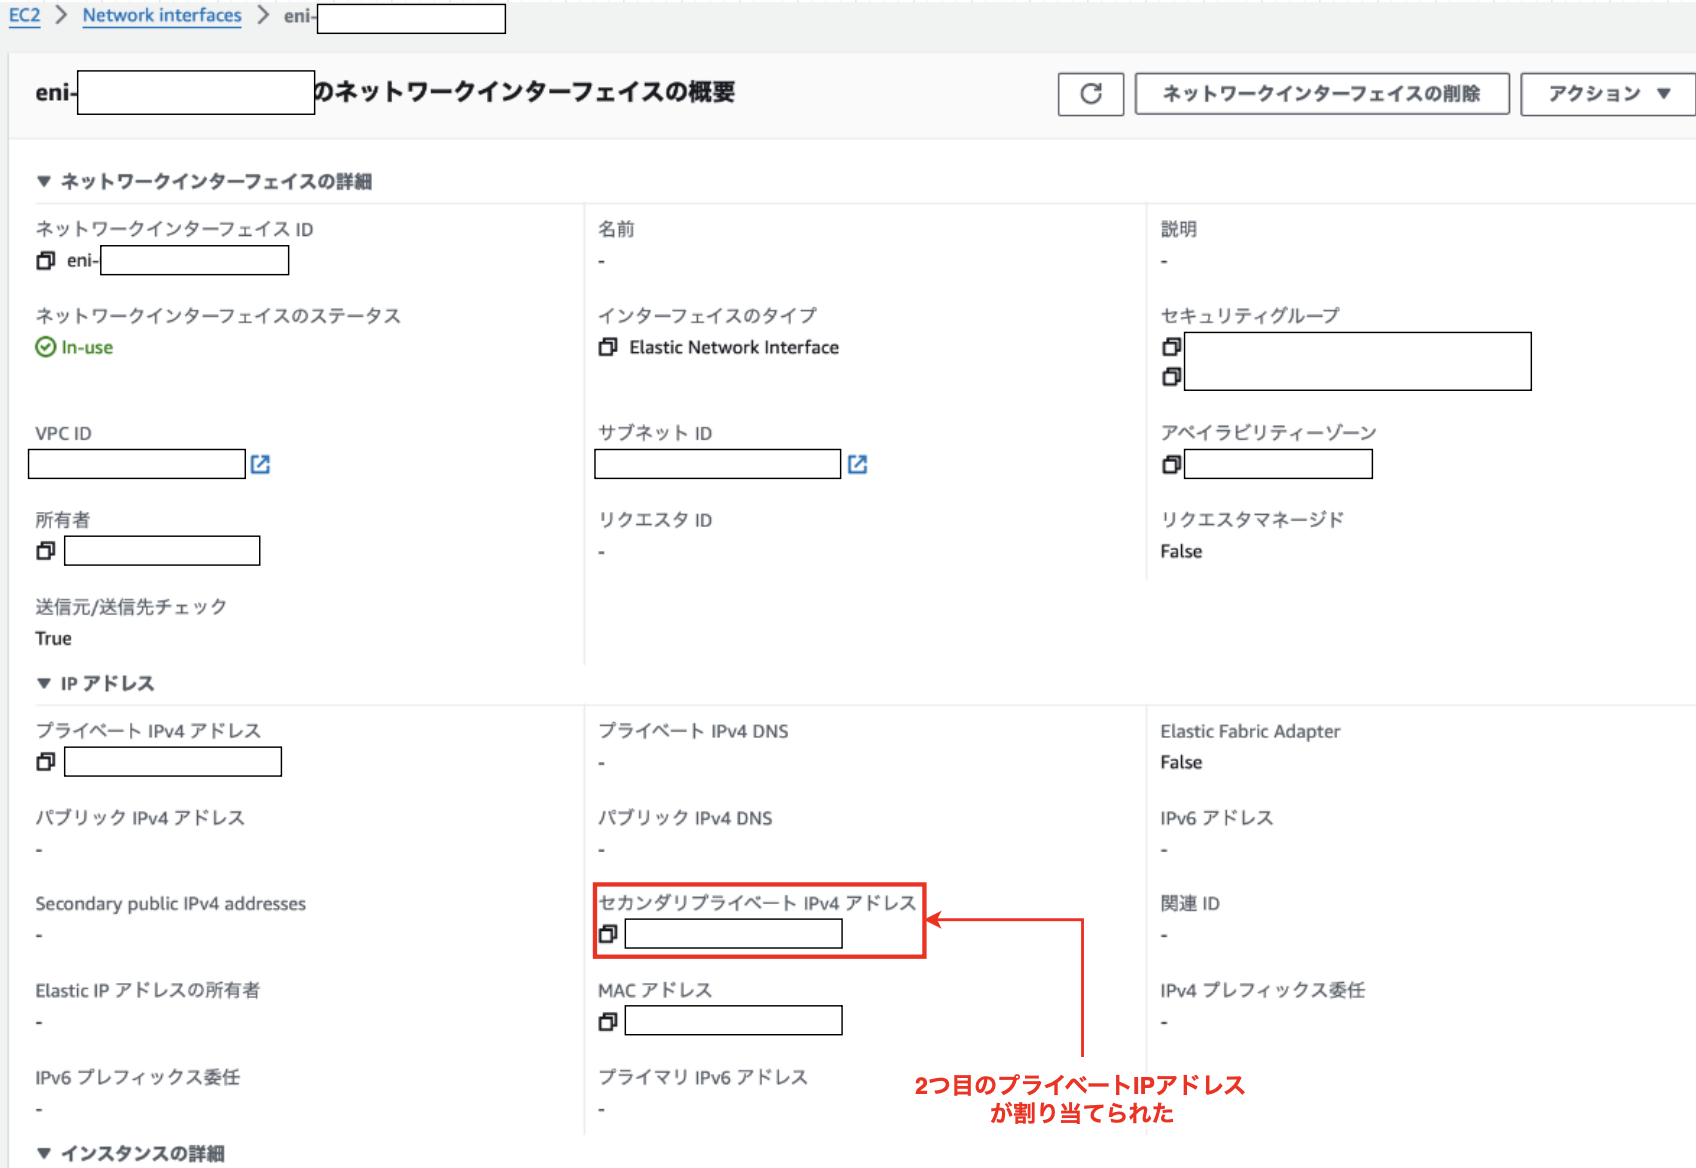 EC2 > Network interfaces > eni-
eni- のネットワークインターフェイスの概要
ネットワークインターフェイスの削除
アクション ▼
▼ ネットワークインターフェイスの詳細
ネットワークインターフェイス ID
eni-
名前
-
説明
-
ネットワークインターフェイスのステータス
In-use
インターフェイスのタイプ
Elastic Network Interface
セキュリティグループ
VPC ID
サブネット ID
アベイラビリティーゾーン
所有者
リクエスタ ID
-
リクエスタマネージド
False
送信元/送信先チェック
True
▼ IP アドレス
プライベート IPv4 アドレス
プライベート IPv4 DNS
-
Elastic Fabric Adapter
False
パブリック IPv4 アドレス
-
パブリック IPv4 DNS
-
IPv6 アドレス
-
Secondary public IPv4 addresses
-
セカンダリプライベート IPv4 アドレス
関連 ID
-
Elastic IP アドレスの所有者
-
MAC アドレス
IPv4 プレフィックス委任
-
IPv6 プレフィックス委任
-
プライマリ IPv6 アドレス
-
2つ目のプライベートIPアドレス
が割り当てられた
▼ インスタンスの詳細